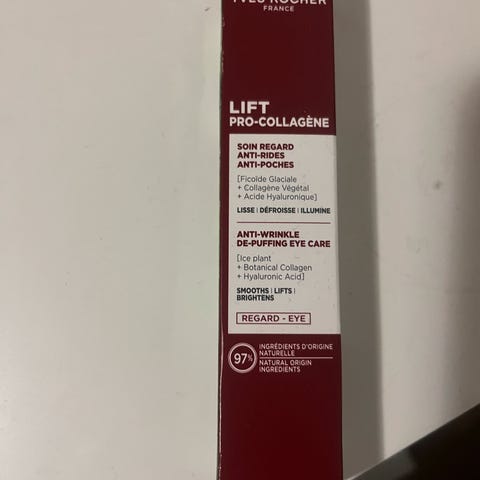 YVES ROCHER
FRANCE
LIFT
PRO-COLLAGÈNE
SOIN REGARD
ANTI-RIDES
ANTI-POCHES
[Ficoïde Glaciale
+ Collagène Végétal
+ Acide Hyaluronique]
LISSE | DÉFROISSE | ILLUMINE
ANTI-WRINKLE
DE-PUFFING EYE CARE
[Ice plant
+ Botanical Collagen
+ Hyaluronic Acid]
SMOOTHS | LIFTS |
BRIGHTENS
REGARD - EYE
97%
INGRÉDIENTS D'ORIGINE
NATURELLE
NATURAL ORIGIN
INGREDIENTS